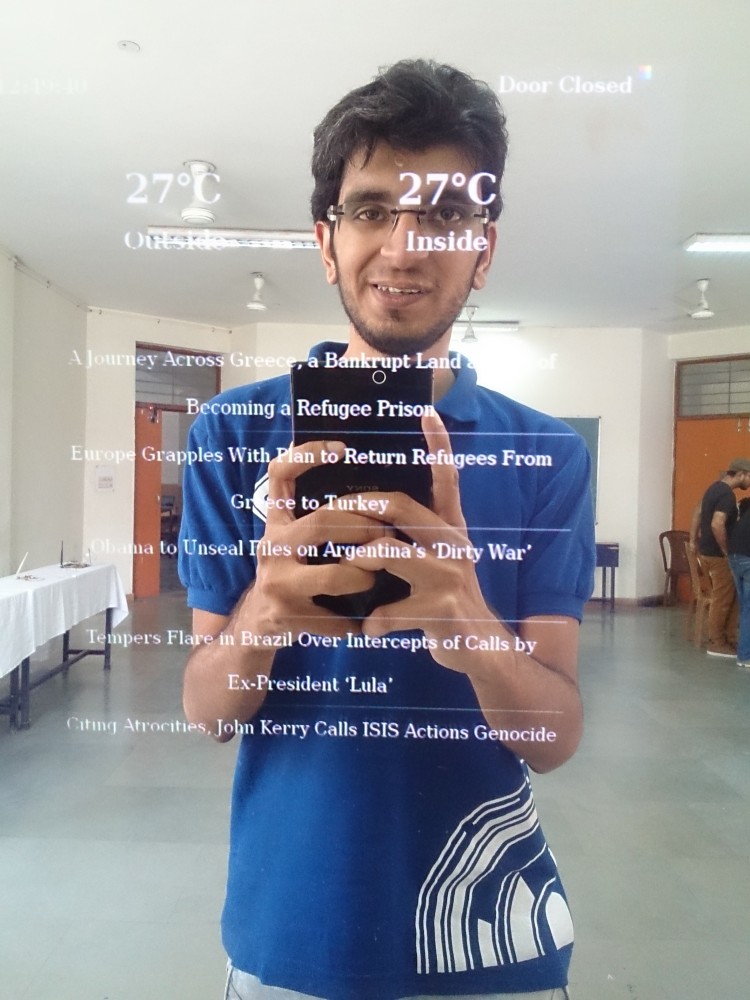 Door Closed
27°C 27°C
Outside Inside
A Journey Across Greece, a Bankrupt Land
Becoming a Refugee Prison
Europe Grapples With Plan to Return Refugees From
Greece to Turkey
Obama to Unseal Files on Argentina's 'Dirty War'
Tempers Flare in Brazil Over Intercepts of Calls by
Ex-President 'Lula'
Citing Atrocities, John Kerry Calls ISIS Actions Genocide